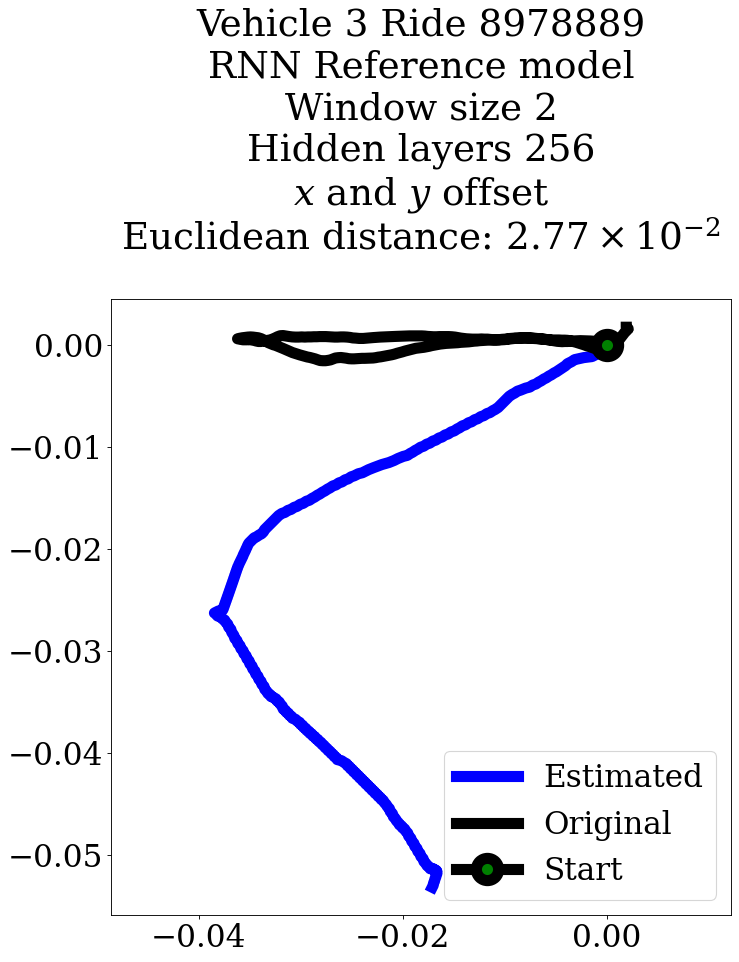 Vehicle 3 Ride 8978889
RNN Reference model
Window size 2
Hidden layers 256
x and y offset
Euclidean distance: 2.77 × 10⁻²
0.00
−0.01
−0.02
−0.03
−0.04
−0.05
Estimated
Original
Start
−0.04 −0.02 0.00